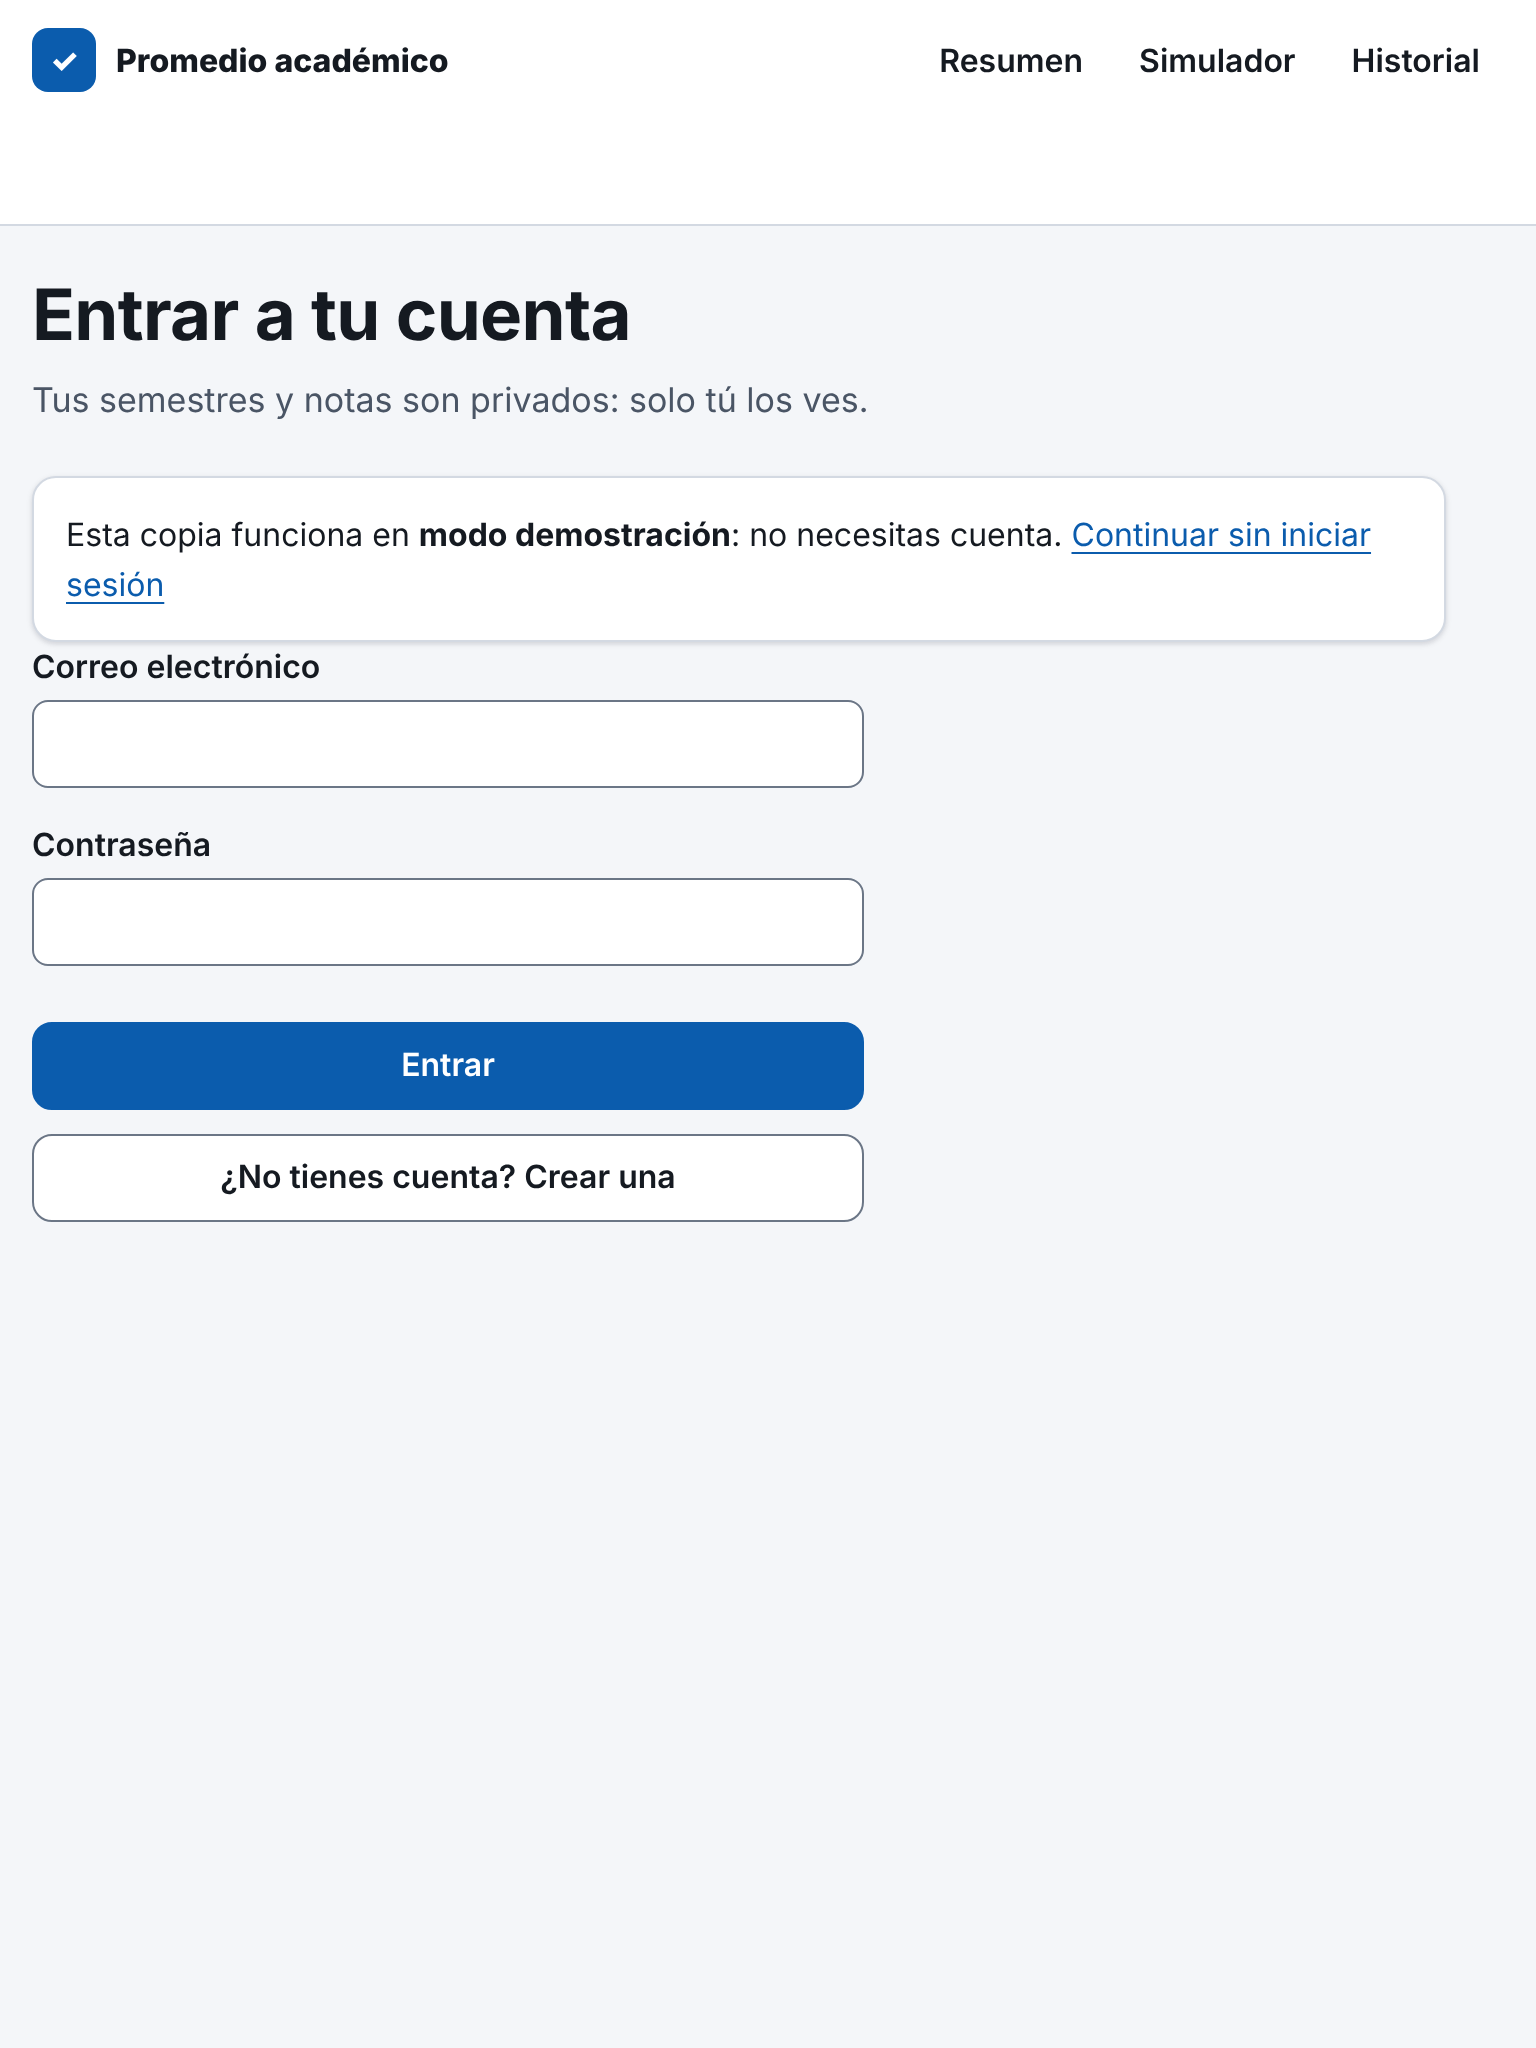 Promedio académico
Resumen
Simulador
Historial
Entrar a tu cuenta
Tus semestres y notas son privados: solo tú los ves.
Esta copia funciona en modo demostración: no necesitas cuenta. Continuar sin iniciar
sesión
Correo electrónico
Contraseña
Entrar
¿No tienes cuenta? Crear una